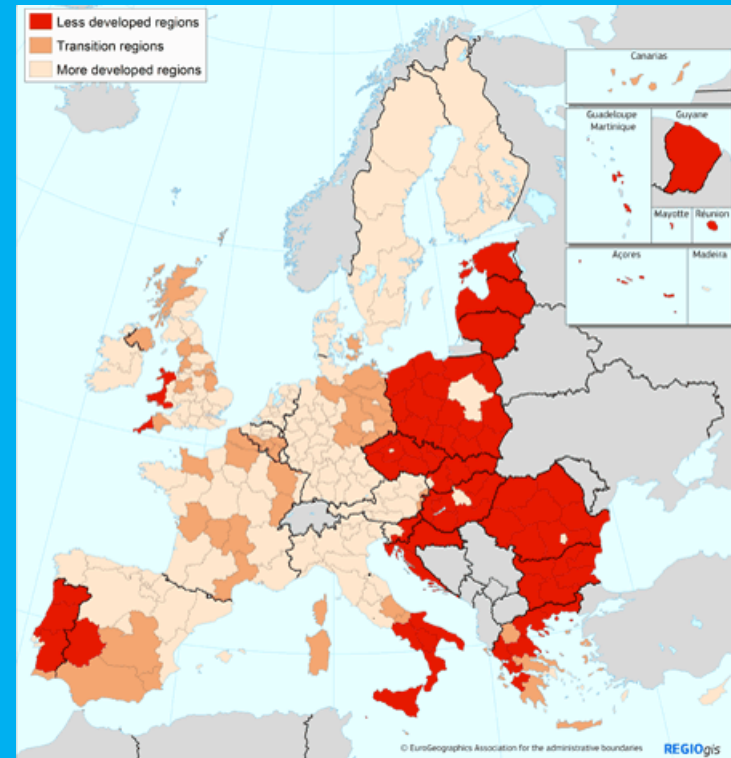 Less developed regions
Transition regions
More developed regions
Canarias
Guadeloupe
Martinique
Guyane
Mayotte
Réunion
Açores
Madeira
© EuroGeographics Association for the administrative boundaries
REGIOgis